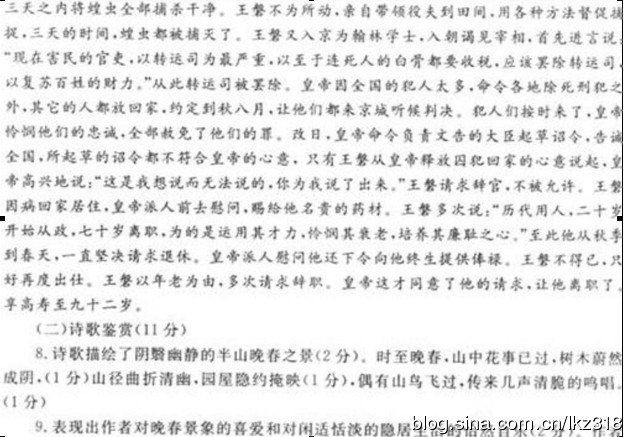 三天之内将蝗虫全部捕杀干净。王磐不为所动,亲自带领役夫到田间,用各种方法督促捕
捉,三天的时间,蝗虫都被捕灭了。王磐又入京为翰林学士,入朝谒见宰相,首先进言说:
“现在害民的官吏,以转运司为最严重,以至于连死人的白骨都要收税,应该罢除转运司,
以复苏百姓的财力。”从此转运司被罢除。皇帝因全国的犯人太多,命令各地除死刑犯之
外,其它的人都放回家,约定到秋八月,让他们都来京城听候判决。犯人们按时来了,皇帝
怜悯他们的忠诚,全部赦免了他们的罪。改日,皇帝命令负责文告的大臣起草诏令,告诫
全国,所起草的诏令都不符合皇帝的心意,只有王磐从皇帝释放囚犯回家的心意说起,皇
帝高兴地说:“这是我想说而无法说的,你为我说了出来。”王磐请求辞官,不被允许。王磐
因病回家居住,皇帝派人前去慰问,赐给他名贵的药材。王磐多次说:“历代用人,二十岁
开始从政,七十岁离职,为的是运用其才力,怜悯其衰老,培养其廉耻之心。”至此他从秋季
到春天,一直坚决请求退休。皇帝派人慰问他还下令向他终生提供俸禄。王磐不得已,只
好再度出仕。王磐以年老为由,多次请求辞职。皇帝这才同意了他的请求,让他离职了。
享高寿至九十二岁。
(二)诗歌鉴赏(11分)
8.诗歌描绘了阴翳幽静的半山晚春之景(2分)。时至晚春,山中花事已过,树木蔚然
成阴,(1分)山径曲折清幽,园屋隐约掩映(1分),偶有山鸟飞过,传来几声清脆的鸣唱。
(1分)
9.表现出作者对晚春景象的喜爱和对闲适恬淡的隐居生活的
blog.sina.com.cn/lkz318